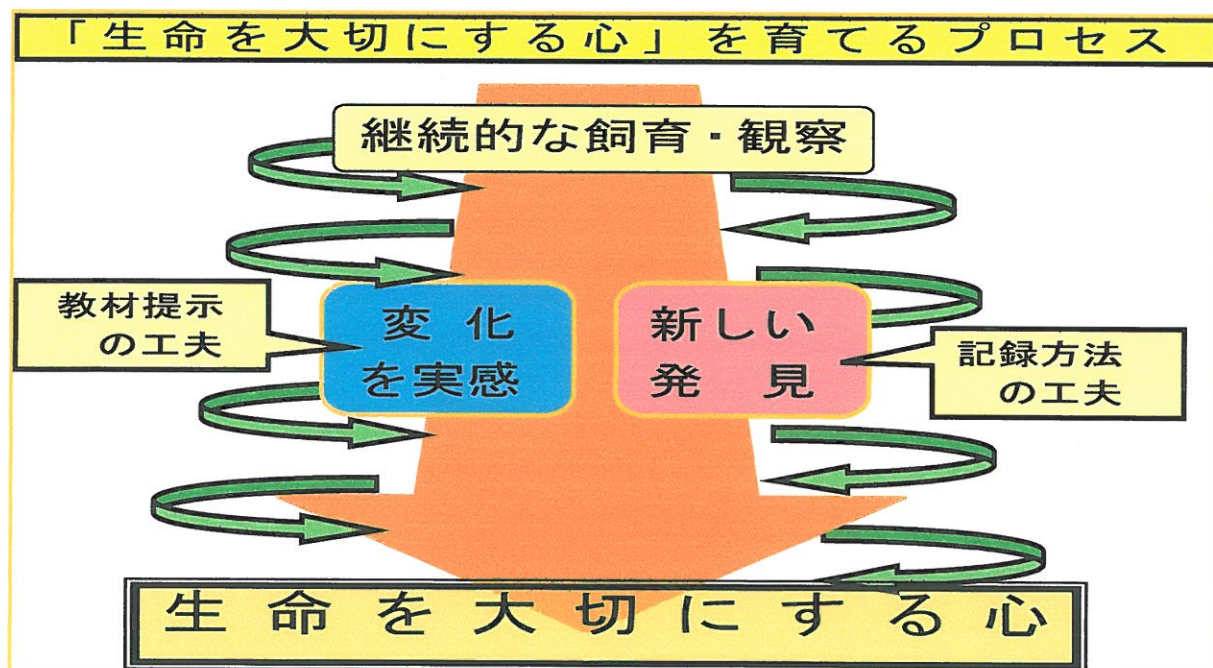 「生命を大切にする心」を育てるプロセス
継続的な飼育・観察
教材提示
の工夫
変化
を実感
新しい
発見
記録方法
の工夫
生命を大切にする心